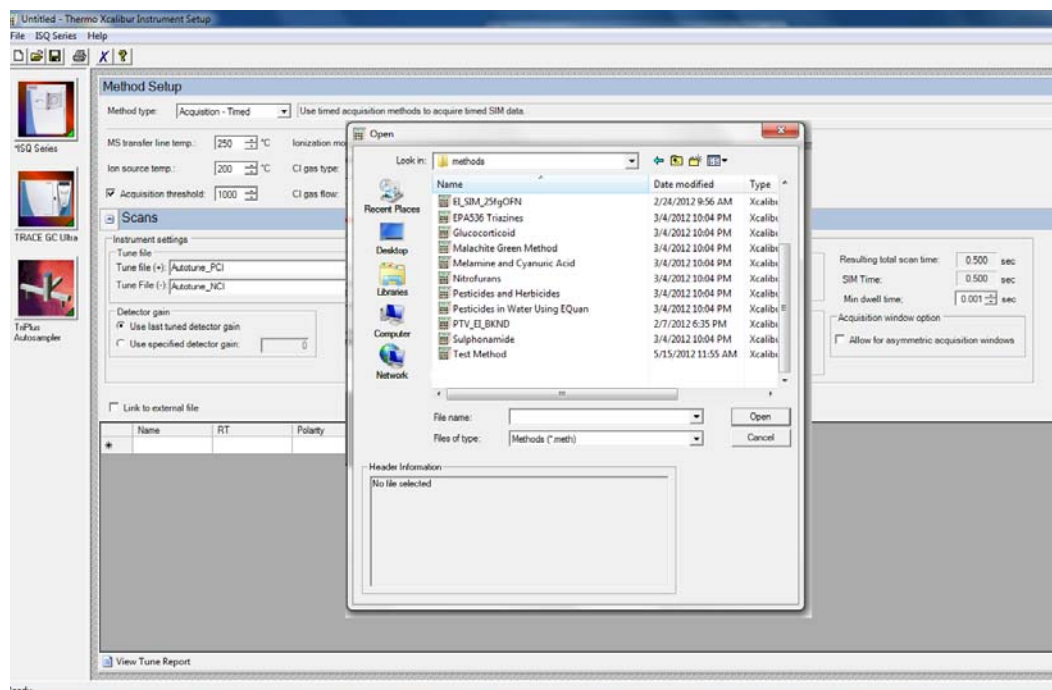 Untitled - Thermo Xcalibur Instrument Setup
File ISQ Series Help
Method Setup
Method type: Acquisition - Timed Use timed acquisition methods to acquire timed SIM data.
MS transfer line temp.: 250 °C Ionization mo
Ion source temp.: 200 °C CI gas type:
Acquisition threshold: 1000 CI gas flow:
ISQ Series
TRACE GC Ultra
TriPlus
Autosampler
Scans
Instrument settings
Tune file
Tune file (+): Autotune_PCI
Tune File (-): Autotune_NCI
Detector gain
Use last tuned detector gain
Use specified detector gain: 0
Link to external file
Name RT Polarity
View Tune Report
Open
Look in: methods
Recent Places
Desktop
Libraries
Computer
Network
Name Date modified Type
EI_SIM_25fgOFN 2/24/2012 9:56 AM Xcalibu
EPA536 Triazines 3/4/2012 10:04 PM Xcalibu
Glucocorticoid 3/4/2012 10:04 PM Xcalibu
Malachite Green Method 3/4/2012 10:04 PM Xcalibu
Melamine and Cyanuric Acid 3/4/2012 10:04 PM Xcalibu
Nitrofurans 3/4/2012 10:04 PM Xcalibu
Pesticides and Herbicides 3/4/2012 10:04 PM Xcalibu
Pesticides in Water Using EQuan 3/4/2012 10:04 PM Xcalibu
PTV_EI_BKND 2/7/2012 6:35 PM Xcalibu
Sulphonamide 3/4/2012 10:04 PM Xcalibu
Test Method 5/15/2012 11:55 AM Xcalibu
File name: Open
Files of type: Methods (*.meth) Cancel
Header Information
No file selected
Resulting total scan time: 0.500 sec
SIM Time: 0.500 sec
Min dwell time: 0.001 sec
Acquisition window option
Allow for asymmetric acquisition windows